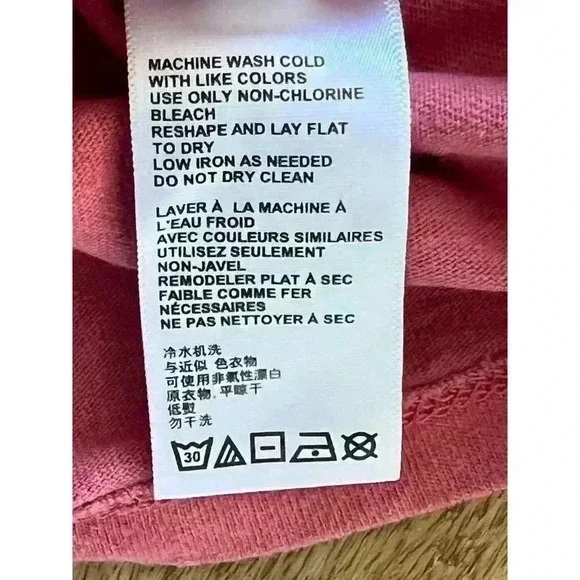 MACHINE WASH COLD
WITH LIKE COLORS
USE ONLY NON-CHLORINE
BLEACH
RESHAPE AND LAY FLAT
TO DRY
LOW IRON AS NEEDED
DO NOT DRY CLEAN
LAVER À LA MACHINE À
L'EAU FROID
AVEC COULEURS SIMILAIRES
UTILISEZ SEULEMENT
NON-JAVEL
REMODELER PLAT À SEC
FAIBLE COMME FER
NÉCESSAIRES
NE PAS NETTOYER À SEC
冷水机洗
与近似 色衣物
可使用非氯性漂白
原衣物, 平晾干
低熨
勿干洗
30